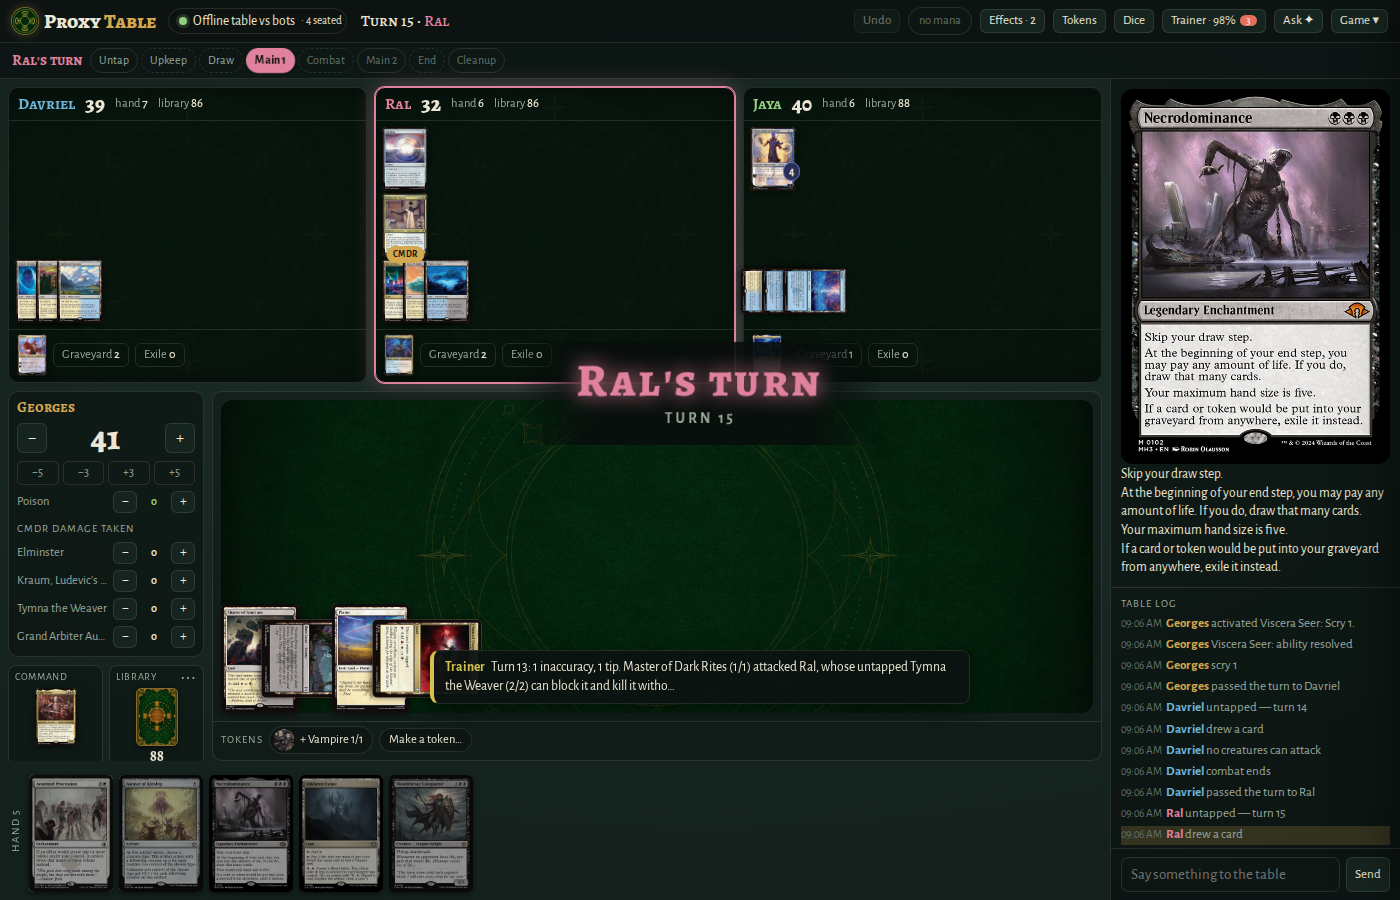 PROXY TABLE
Offline table vs bots · 4 seated
TURN 15 · RAL
Undo
no mana
Effects · 2
Tokens
Dice
Trainer · 98% 3
Ask ✦
Game ▾
RAL'S TURN
Untap
Upkeep
Draw
Main 1
Combat
Main 2
End
Cleanup
DAVRIEL 39 hand 7 library 86
RAL 32 hand 6 library 86
JAYA 40 hand 6 library 88
4
CMDR
Graveyard 2
Exile 0
Graveyard 2
Exile 0
Graveyard 1
Exile 0
RAL'S TURN
TURN 15
GEORGES
− 41 +
−5
−3
+3
+5
Poison − 0 +
CMDR DAMAGE TAKEN
Elminster − 0 +
Kraum, Ludevic's ... − 0 +
Tymna the Weaver − 0 +
Grand Arbiter Au... − 0 +
COMMAND
LIBRARY ...
88
Plains
Trainer Turn 13: 1 inaccuracy, 1 tip. Master of Dark Rites (1/1) attacked Ral, whose untapped Tymna
the Weaver (2/2) can block it and kill it witho...
TOKENS
+ Vampire 1/1
Make a token...
HAND 5
Necrodominance
Necrodominance
Legendary Enchantment
Skip your draw step.
At the beginning of your end step, you
may pay any amount of life. If you do,
draw that many cards.
Your maximum hand size is five.
If a card or token would be put into your
graveyard from anywhere, exile it instead.
M 0102
MH3 • EN ROBIN OLAUSSON
™ & © 2024 Wizards of the Coast
Skip your draw step.
At the beginning of your end step, you may pay any
amount of life. If you do, draw that many cards.
Your maximum hand size is five.
If a card or token would be put into your graveyard
from anywhere, exile it instead.
TABLE LOG
09:06 AM Georges activated Viscera Seer: Scry 1.
09:06 AM Georges Viscera Seer: ability resolved
09:06 AM Georges scry 1
09:06 AM Georges passed the turn to Davriel
09:06 AM Davriel untapped — turn 14
09:06 AM Davriel drew a card
09:06 AM Davriel no creatures can attack
09:06 AM Davriel combat ends
09:06 AM Davriel passed the turn to Ral
09:06 AM Ral untapped — turn 15
09:06 AM Ral drew a card
Say something to the table
Send